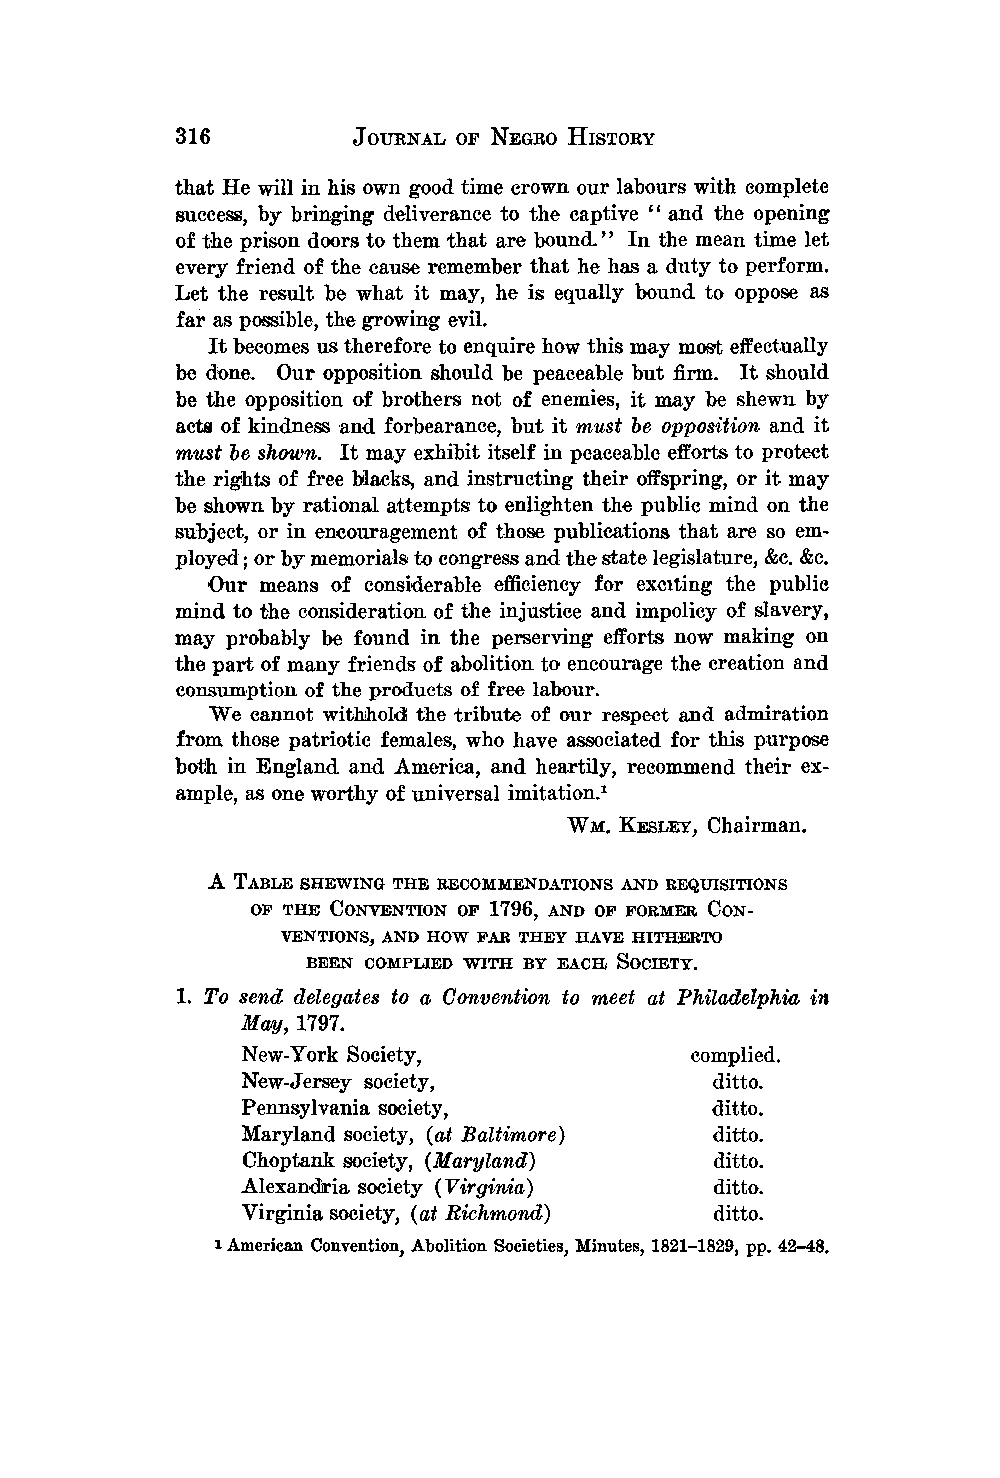 316 JOURNAL OF NEGRO HISTORY
that He will in his own good time crown our labours with complete
success, by bringing deliverance to the captive “ and the opening
of the prison doors to them that are bound.” In the mean time let
every friend of the cause remember that he has a duty to perform.
Let the result be what it may, he is equally bound to oppose as
far as possible, the growing evil.
It becomes us therefore to enquire how this may most effectually
be done. Our opposition should be peaceable but firm. It should
be the opposition of brothers not of enemies, it may be shewn by
acts of kindness and forbearance, but it must be opposition and it
must be shown. It may exhibit itself in peaceable efforts to protect
the rights of free blacks, and instructing their offspring, or it may
be shown by rational attempts to enlighten the public mind on the
subject, or in encouragement of those publications that are so em-
ployed; or by memorials to congress and the state legislature, &c. &c.
Our means of considerable efficiency for exciting the public
mind to the consideration of the injustice and impolicy of slavery,
may probably be found in the perserving efforts now making on
the part of many friends of abolition to encourage the creation and
consumption of the products of free labour.
We cannot withhold the tribute of our respect and admiration
from those patriotic females, who have associated for this purpose
both in England and America, and heartily, recommend their ex-
ample, as one worthy of universal imitation.¹
WM. KESLEY, Chairman.
A TABLE SHEWING THE RECOMMENDATIONS AND REQUISITIONS
OF THE CONVENTION OF 1796, AND OF FORMER CON-
VENTIONS, AND HOW FAR THEY HAVE HITHERTO
BEEN COMPLIED WITH BY EACH SOCIETY.
1. To send delegates to a Convention to meet at Philadelphia in
May, 1797.
New-York Society, complied.
New-Jersey society, ditto.
Pennsylvania society, ditto.
Maryland society, (at Baltimore) ditto.
Choptank society, (Maryland) ditto.
Alexandria society (Virginia) ditto.
Virginia society, (at Richmond) ditto.
¹ American Convention, Abolition Societies, Minutes, 1821–1829, pp. 42–48.